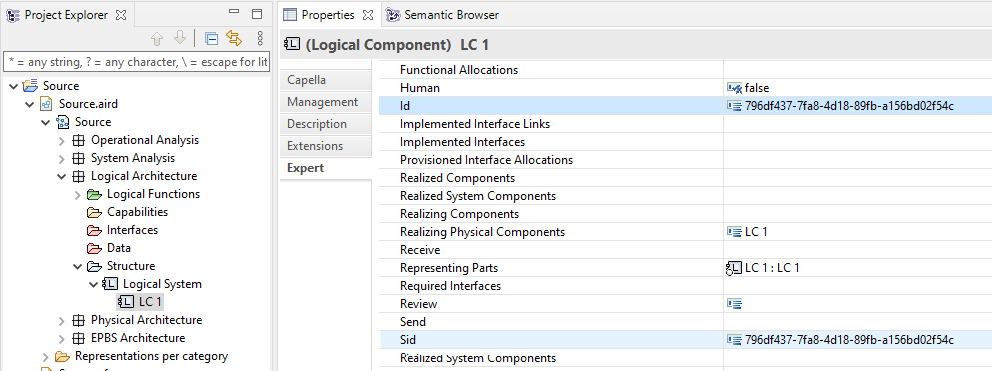 Project Explorer
* = any string, ? = any character, \ = escape for lit
Source
Source.aird
Source
Operational Analysis
System Analysis
Logical Architecture
Logical Functions
Capabilities
Interfaces
Data
Structure
Logical System
LC 1
Physical Architecture
EPBS Architecture
Representations per category
Properties
Semantic Browser
(Logical Component) LC 1
Capella
Management
Description
Extensions
Expert
Functional Allocations
Human false
Id 796df437-7fa8-4d18-89fb-a156bd02f54c
Implemented Interface Links
Implemented Interfaces
Provisioned Interface Allocations
Realized Components
Realized System Components
Realizing Components
Realizing Physical Components LC 1
Receive
Representing Parts LC 1 : LC 1
Required Interfaces
Review
Send
Sid 796df437-7fa8-4d18-89fb-a156bd02f54c
Realized System Components